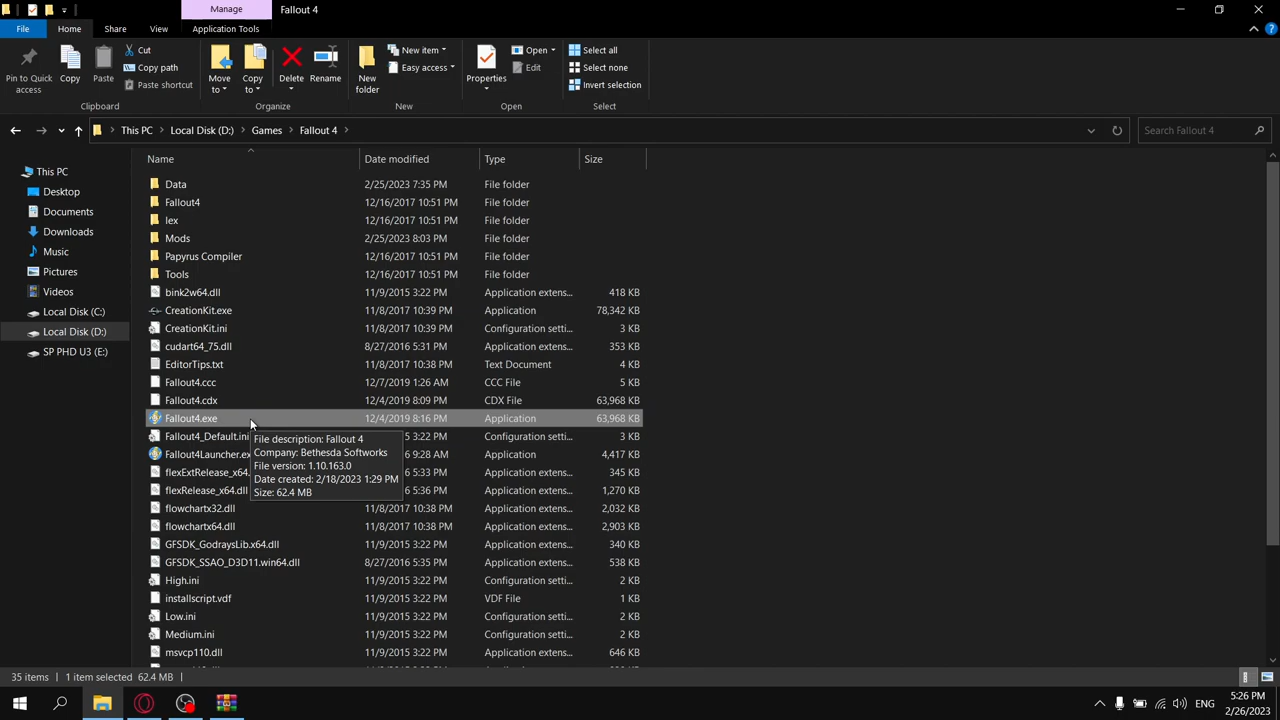 Manage
Fallout 4
File
Home
Share
View
Application Tools
Pin to Quick access
Copy
Paste
Cut
Copy path
Paste shortcut
Clipboard
Move to
Copy to
Delete
Rename
Organize
New folder
New item
Easy access
New
Properties
Open
Edit
Open
Select all
Select none
Invert selection
Select
This PC > Local Disk (D:) > Games > Fallout 4 >
Search Fallout 4
This PC
Desktop
Documents
Downloads
Music
Pictures
Videos
Local Disk (C:)
Local Disk (D:)
SP PHD U3 (E:)
Name Date modified Type Size
Data 2/25/2023 7:35 PM File folder
Fallout4 12/16/2017 10:51 PM File folder
lex 12/16/2017 10:51 PM File folder
Mods 2/25/2023 8:03 PM File folder
Papyrus Compiler 12/16/2017 10:51 PM File folder
Tools 12/16/2017 10:51 PM File folder
bink2w64.dll 11/9/2015 3:22 PM Application extens... 418 KB
CreationKit.exe 11/8/2017 10:39 PM Application 78,342 KB
CreationKit.ini 11/8/2017 10:39 PM Configuration setti... 3 KB
cudart64_75.dll 8/27/2016 5:31 PM Application extens... 353 KB
EditorTips.txt 11/8/2017 10:38 PM Text Document 4 KB
Fallout4.ccc 12/7/2019 1:26 AM CCC File 5 KB
Fallout4.cdx 12/4/2019 8:09 PM CDX File 63,968 KB
Fallout4.exe 12/4/2019 8:16 PM Application 63,968 KB
Fallout4_Default.ini 5 3:22 PM Configuration setti... 3 KB
Fallout4Launcher.ex 6 9:28 AM Application 4,417 KB
flexExtRelease_x64. 6 5:33 PM Application extens... 345 KB
flexRelease_x64.dll 6 5:36 PM Application extens... 1,270 KB
flowchartx32.dll 11/8/2017 10:38 PM Application extens... 2,032 KB
flowchartx64.dll 11/8/2017 10:38 PM Application extens... 2,903 KB
GFSDK_GodraysLib.x64.dll 11/9/2015 3:22 PM Application extens... 340 KB
GFSDK_SSAO_D3D11.win64.dll 8/27/2016 5:35 PM Application extens... 538 KB
High.ini 11/9/2015 3:22 PM Configuration setti... 2 KB
installscript.vdf 11/9/2015 3:22 PM VDF File 1 KB
Low.ini 11/9/2015 3:22 PM Configuration setti... 2 KB
Medium.ini 11/9/2015 3:22 PM Configuration setti... 2 KB
msvcp110.dll 11/9/2015 3:22 PM Application extens... 646 KB
File description: Fallout 4
Company: Bethesda Softworks
File version: 1.10.163.0
Date created: 2/18/2023 1:29 PM
Size: 62.4 MB
35 items
1 item selected 62.4 MB
ENG
5:26 PM
2/26/2023